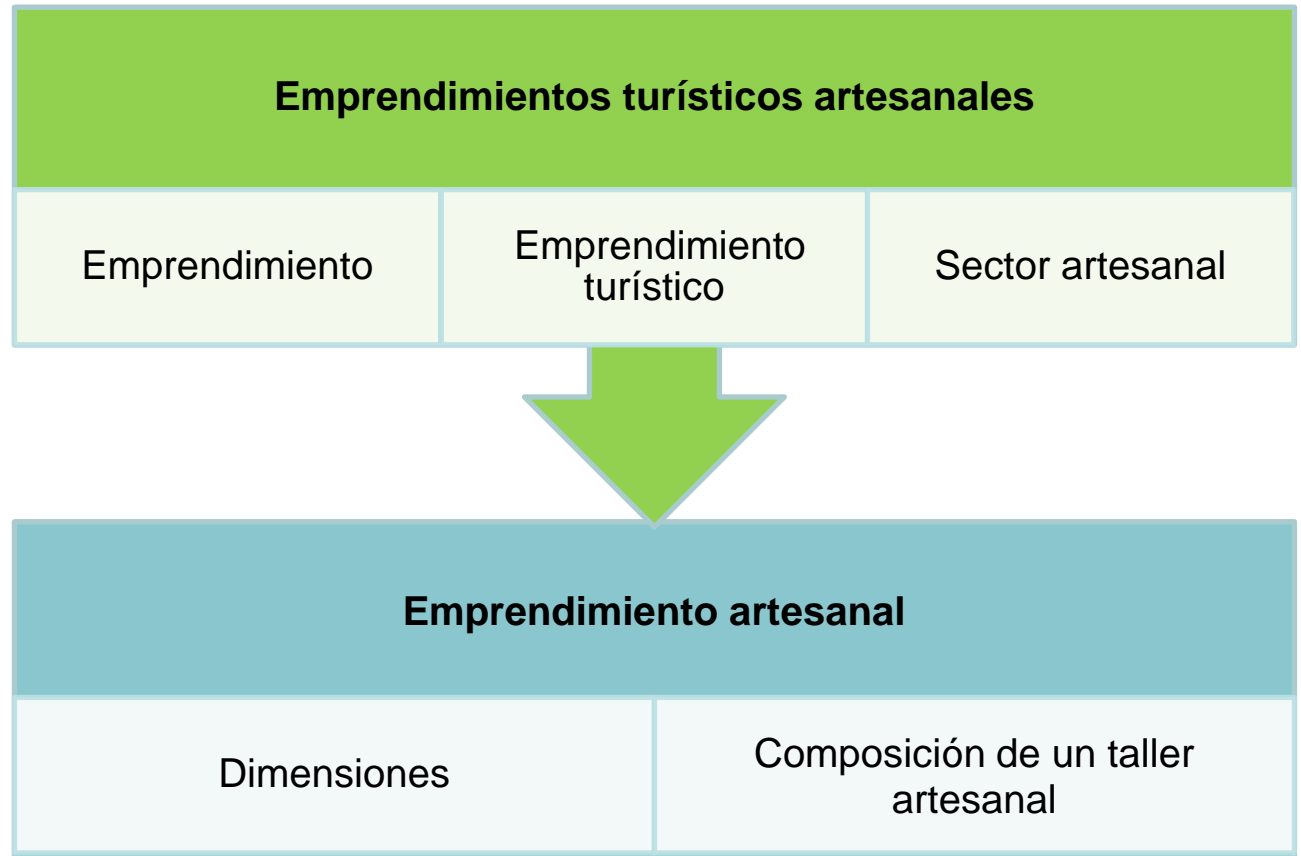 Emprendimientos turísticos artesanales
Emprendimiento
Emprendimiento
turístico
Sector artesanal
Emprendimiento artesanal
Dimensiones
Composición de un taller
artesanal